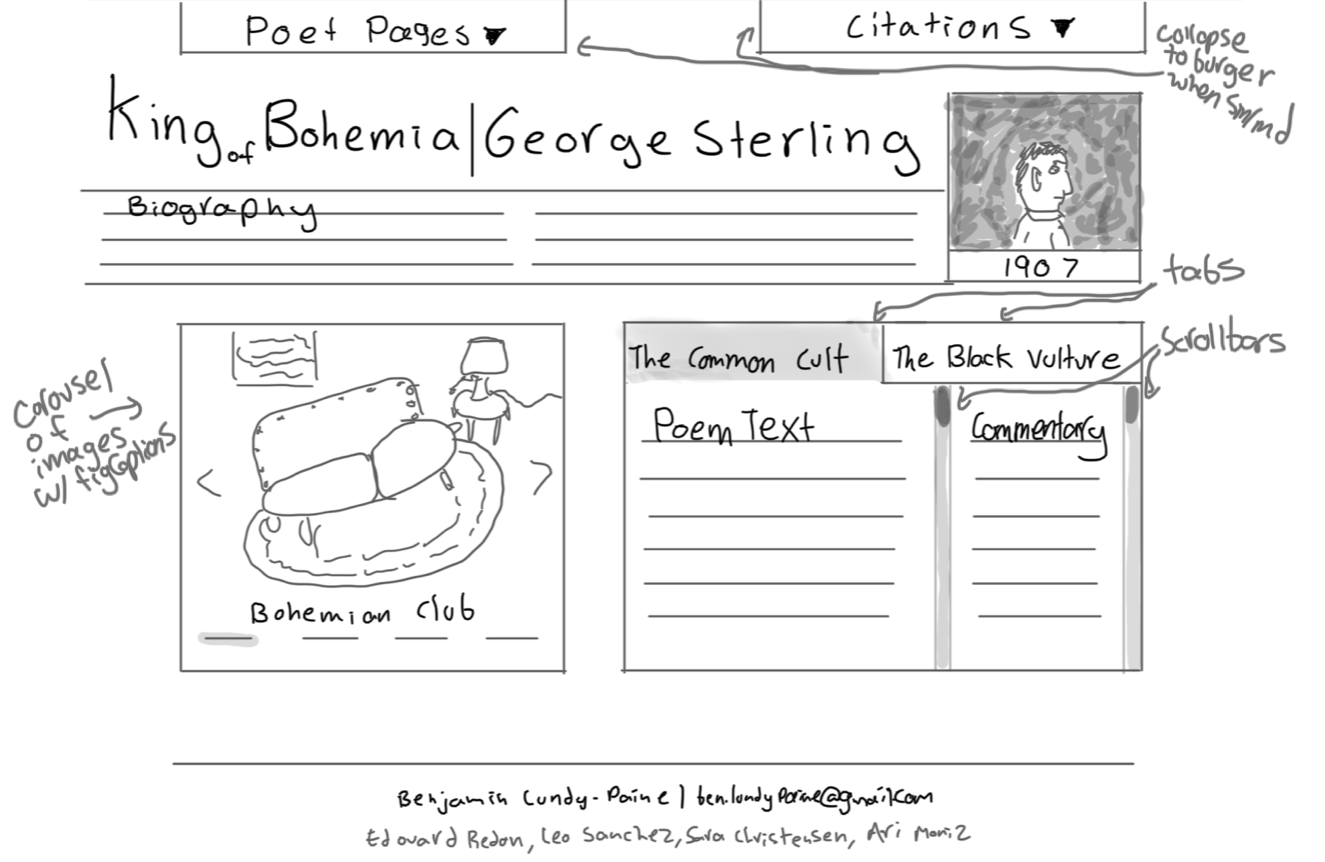 Poet Pages ▼
Citations ▼
collapse
to burger
when sm/md
King of Bohemia | George Sterling
Biography
1907
tabs
scrollbars
The Common Cult
The Black Vulture
Carousel
of
images
w/ figcaptions
<
>
Poem Text
Commentary
Bohemian Club
Benjamin Lundy-Paine | ben.lundypaine@gmail.com
Edouard Redon, Leo Sanchez, Sara Christensen, Ari Moniz